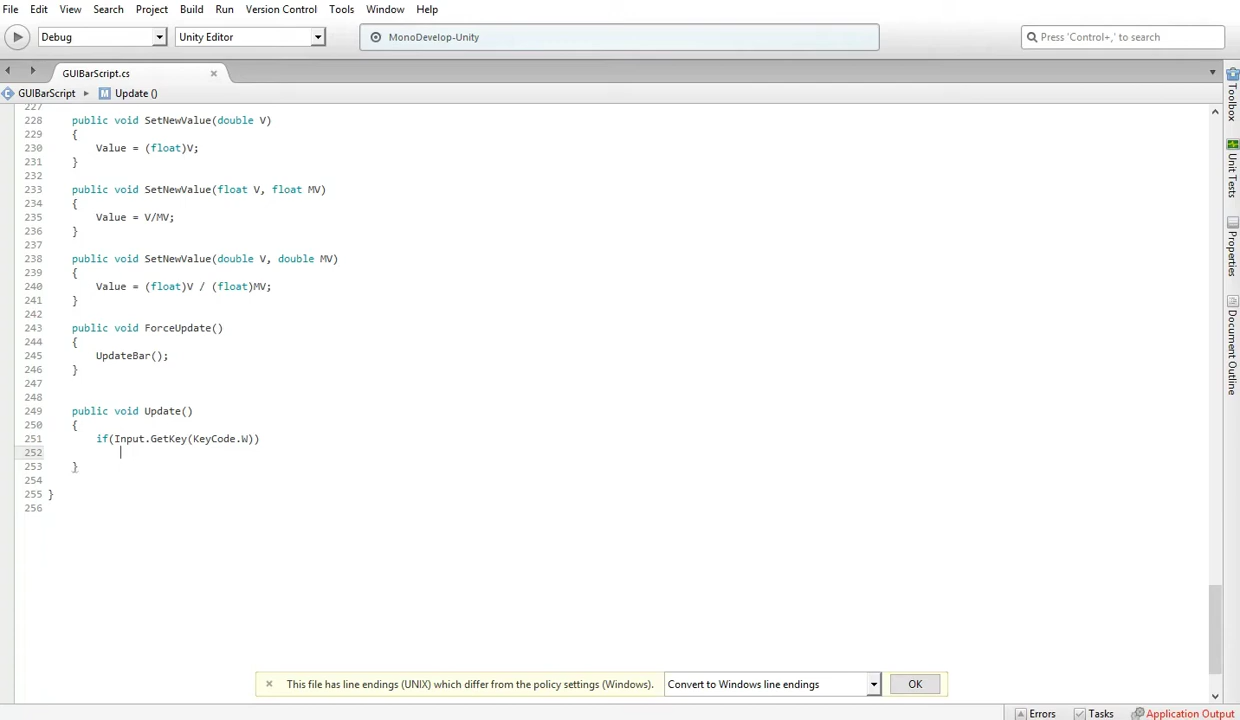 File Edit View Search Project Build Run Version Control Tools Window Help
Debug Unity Editor MonoDevelop-Unity Press 'Control+,' to search
GUIBarScript.cs
GUIBarScript Update ()
227
228 public void SetNewValue(double V)
229 {
230 Value = (float)V;
231 }
232
233 public void SetNewValue(float V, float MV)
234 {
235 Value = V/MV;
236 }
237
238 public void SetNewValue(double V, double MV)
239 {
240 Value = (float)V / (float)MV;
241 }
242
243 public void ForceUpdate()
244 {
245 UpdateBar();
246 }
247
248
249 public void Update()
250 {
251 if(Input.GetKey(KeyCode.W))
252
253 }
254
255 }
256
Toolbox
Unit Tests
Properties
Document Outline
This file has line endings (UNIX) which differ from the policy settings (Windows). Convert to Windows line endings OK
Errors Tasks Application Output